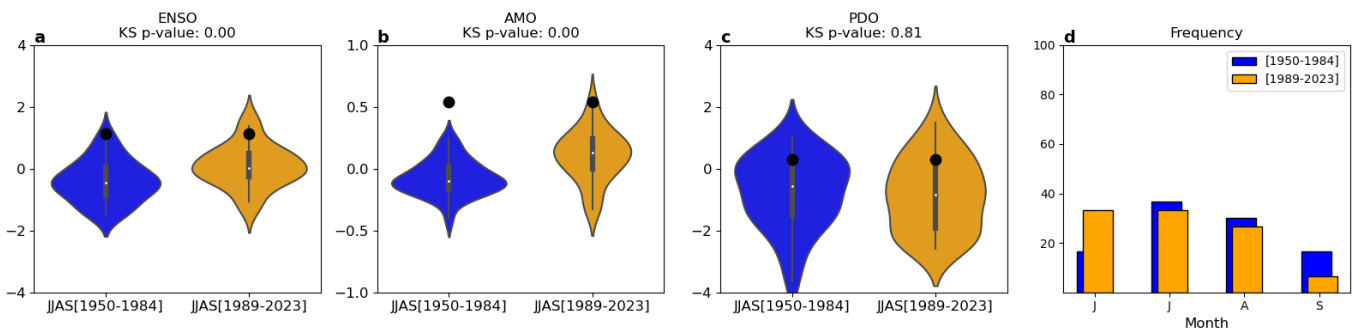 ENSO
KS p-value: 0.00
a
4
2
0
−2
−4
JJAS[1950-1984]
JJAS[1989-2023]
AMO
KS p-value: 0.00
b
1.0
0.5
0.0
−0.5
−1.0
JJAS[1950-1984]
JJAS[1989-2023]
PDO
KS p-value: 0.81
c
4
2
0
−2
−4
JJAS[1950-1984]
JJAS[1989-2023]
d
Frequency
100
80
60
40
20
[1950-1984]
[1989-2023]
J
J
A
S
Month